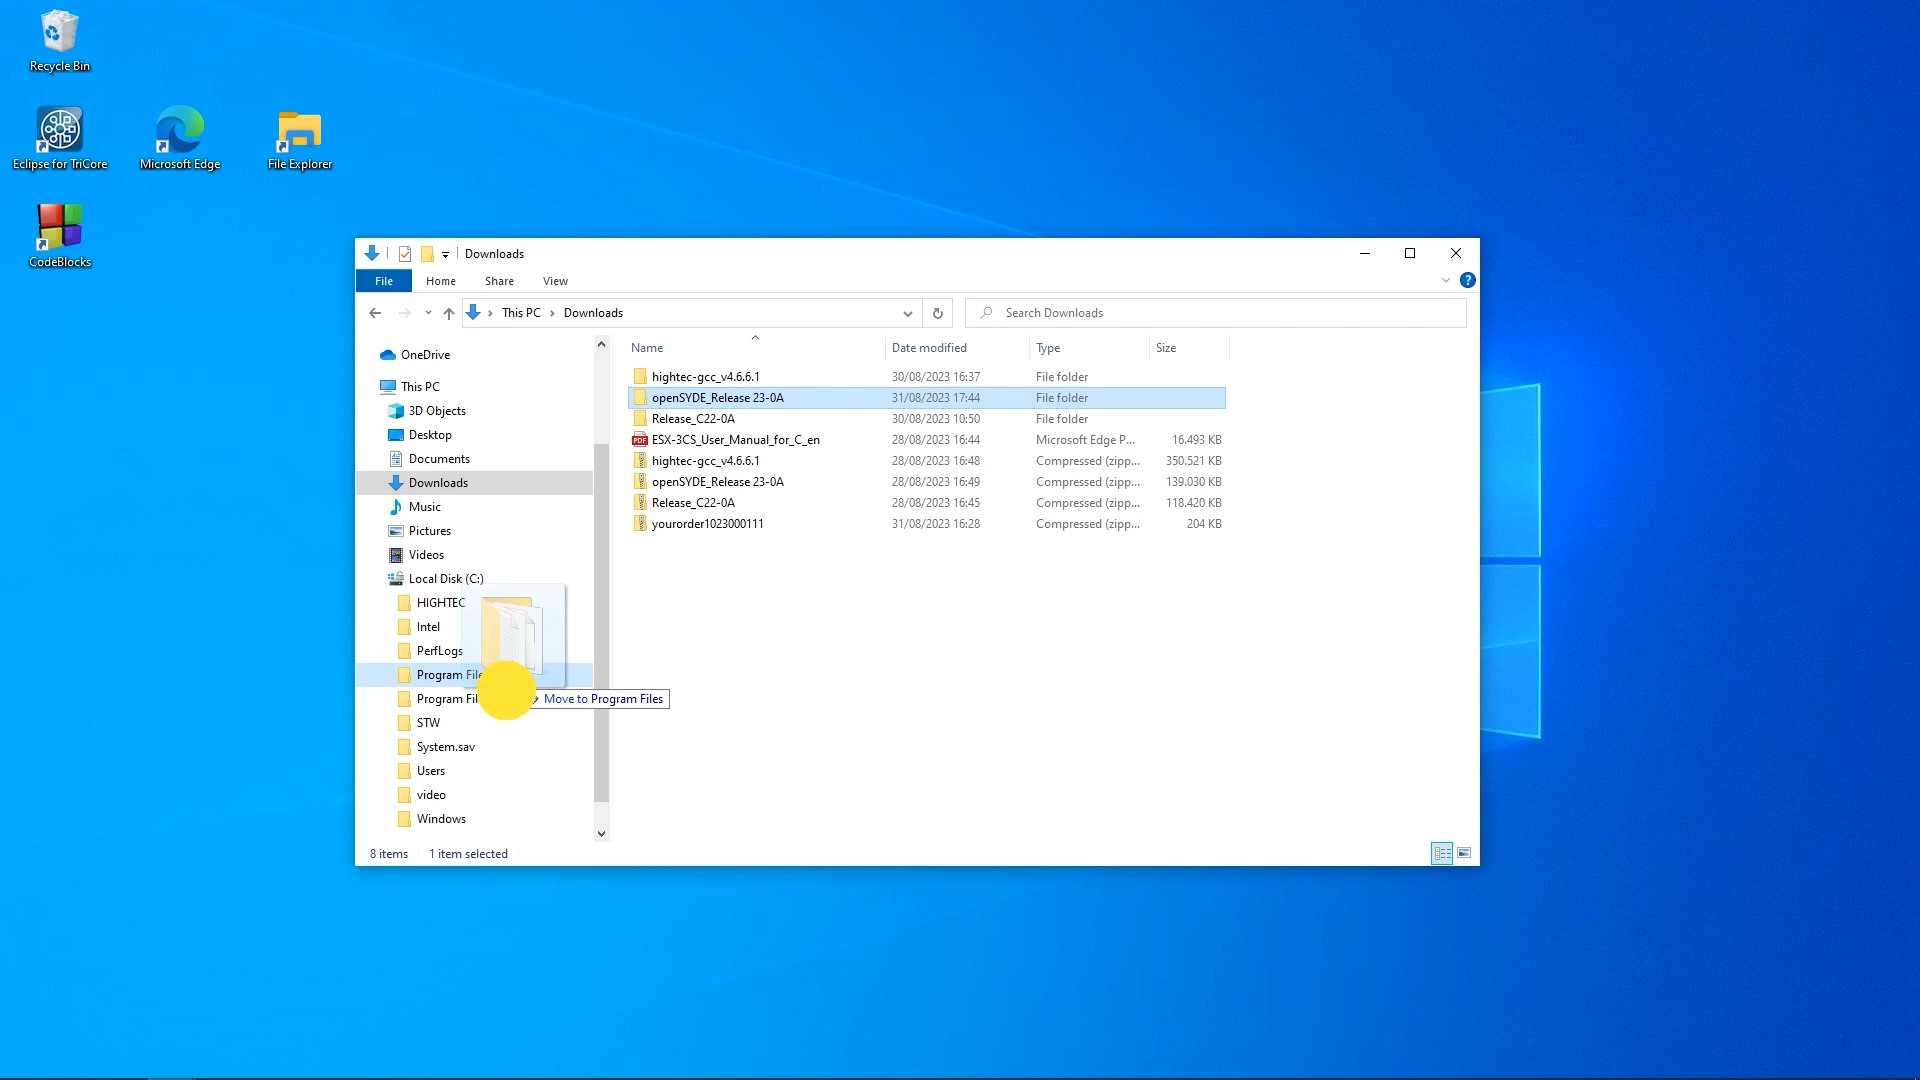 Recycle Bin
Eclipse for TriCore
Microsoft Edge
File Explorer
CodeBlocks
Downloads
File
Home
Share
View
?
This PC > Downloads
Search Downloads
Name
Date modified
Type
Size
OneDrive
This PC
3D Objects
Desktop
Documents
Downloads
Music
Pictures
Videos
Local Disk (C:)
HIGHTEC
Intel
PerfLogs
Program
Program
STW
System.sav
Users
video
Windows
hightec-gcc_v4.6.6.1 30/08/2023 16:37 File folder
openSYDE_Release 23-0A 31/08/2023 17:44 File folder
Release_C22-0A 30/08/2023 10:50 File folder
PDF ESX-3CS_User_Manual_for_C_en 28/08/2023 16:44 Microsoft Edge P... 16.493 KB
hightec-gcc_v4.6.6.1 28/08/2023 16:48 Compressed (zipp... 350.521 KB
openSYDE_Release 23-0A 28/08/2023 16:49 Compressed (zipp... 139.030 KB
Release_C22-0A 28/08/2023 16:45 Compressed (zipp... 118.420 KB
yourorder1023000111 31/08/2023 16:28 Compressed (zipp... 204 KB
Move to Program Files
8 items
1 item selected